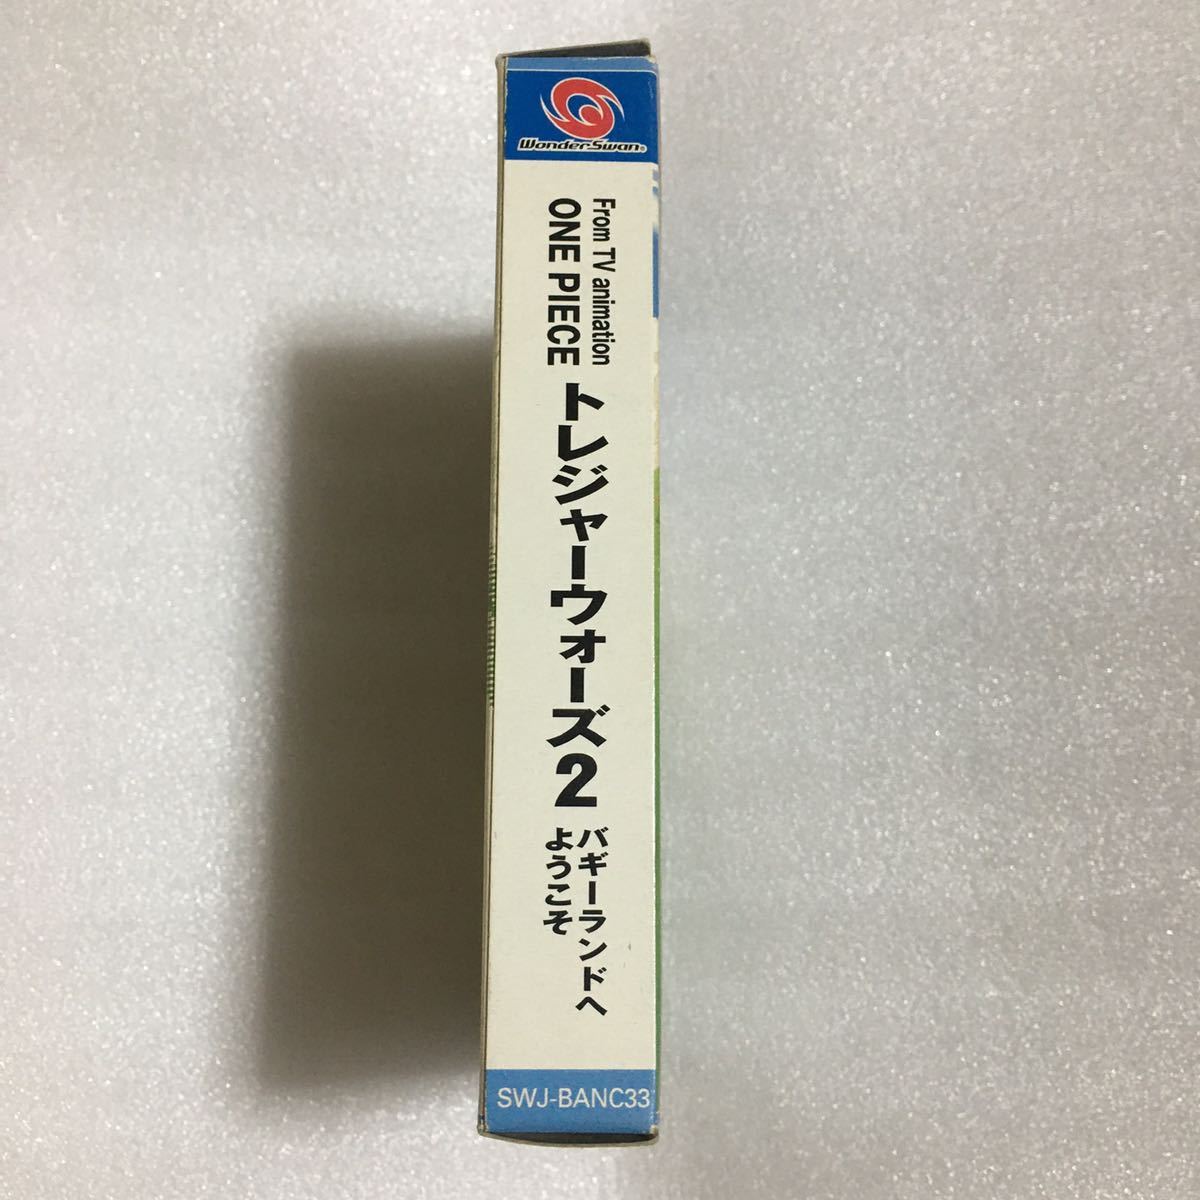 WonderSwan®
From TV animation
ONE PIECE
トレジャーウォーズ2
バギーランドへ
ようこそ
SWJ-BANC33